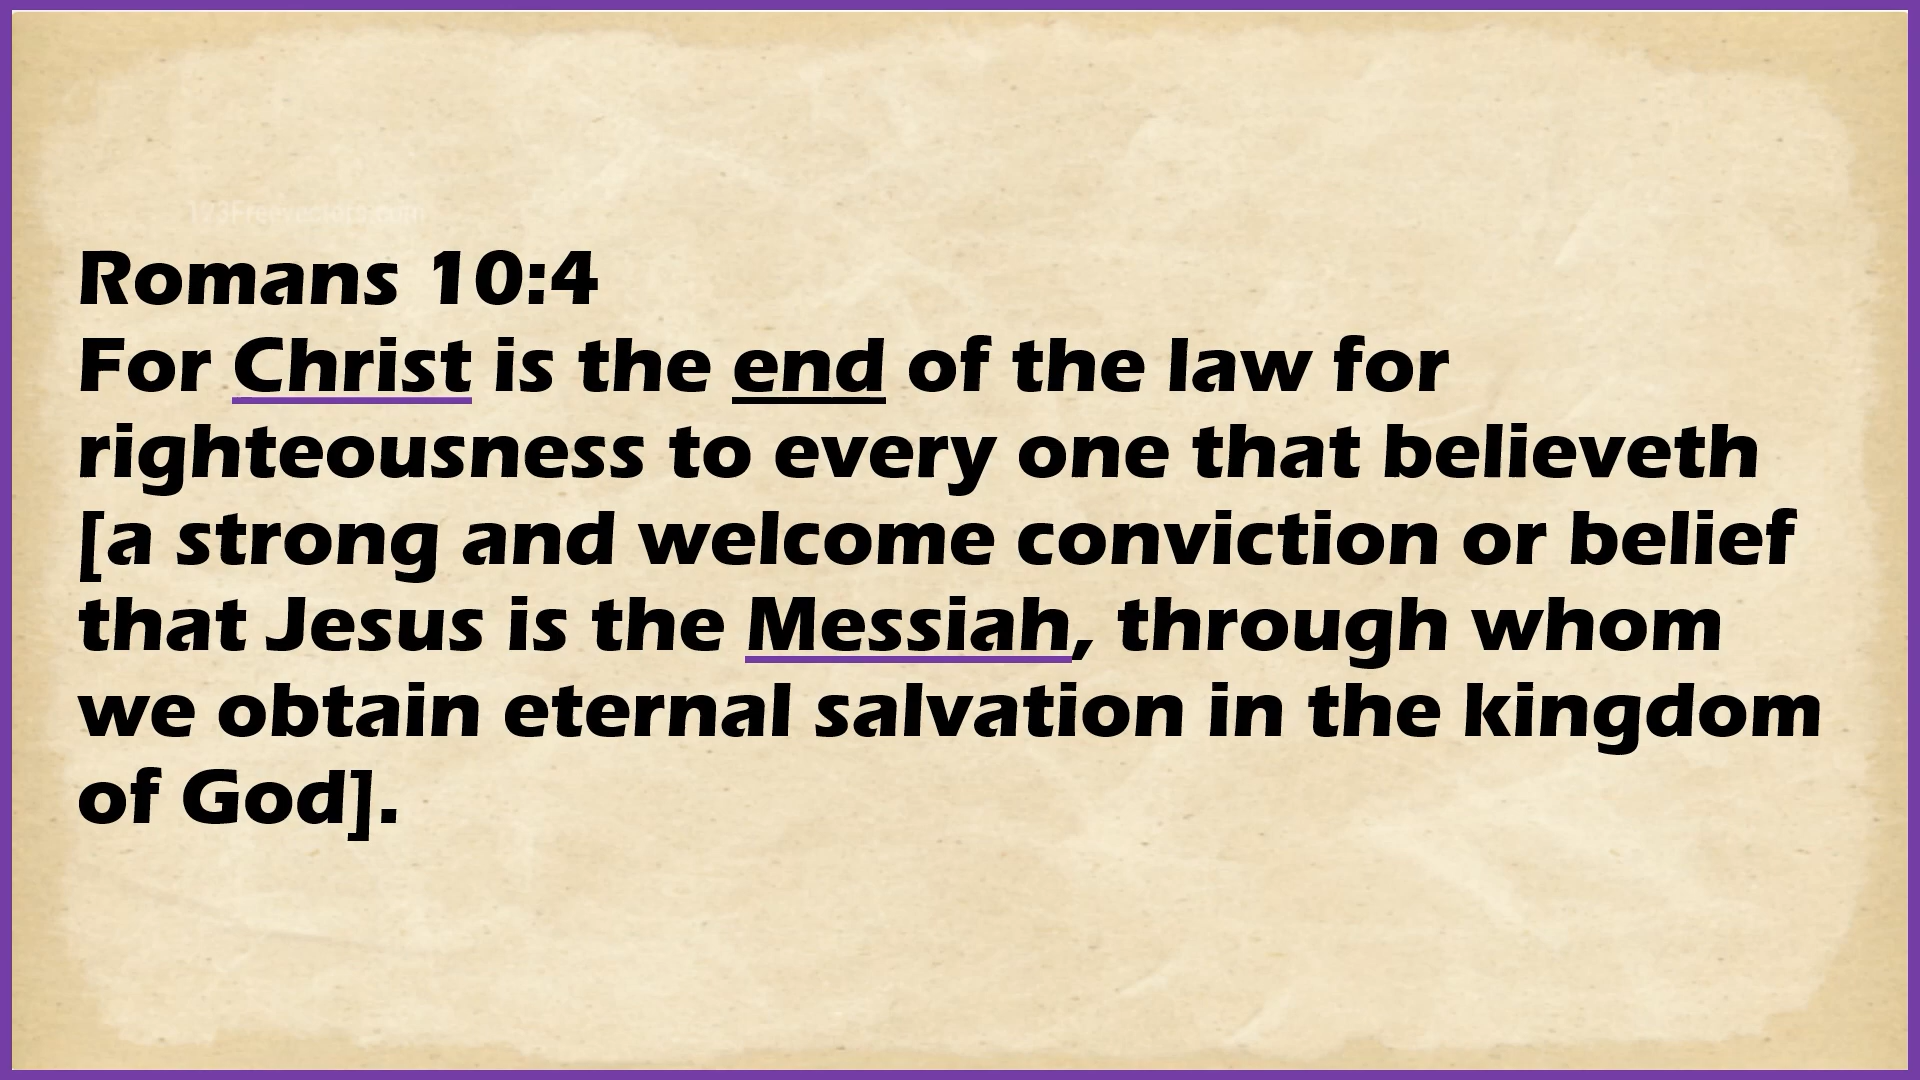 123Freevectors.com
Romans 10:4
For Christ is the end of the law for
righteousness to every one that believeth
[a strong and welcome conviction or belief
that Jesus is the Messiah, through whom
we obtain eternal salvation in the kingdom
of God].